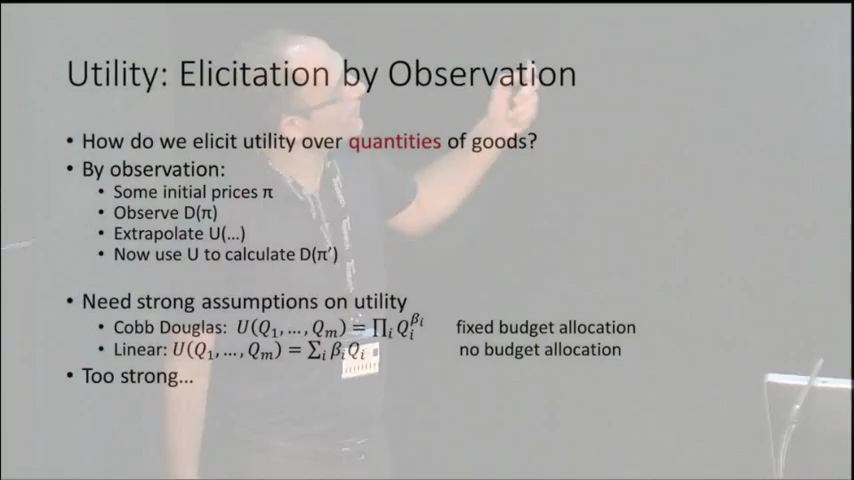 Utility: Elicitation by Observation
• How do we elicit utility over quantities of goods?
• By observation:
• Some initial prices π
• Observe D(π)
• Extrapolate U(...)
• Now use U to calculate D(π')
• Need strong assumptions on utility
• Cobb Douglas: U(Q₁, ..., Qₘ) = ∏ᵢ Qᵢ^βᵢ fixed budget allocation
• Linear: U(Q₁, ..., Qₘ) = ∑ᵢ βᵢQᵢ no budget allocation
• Too strong...